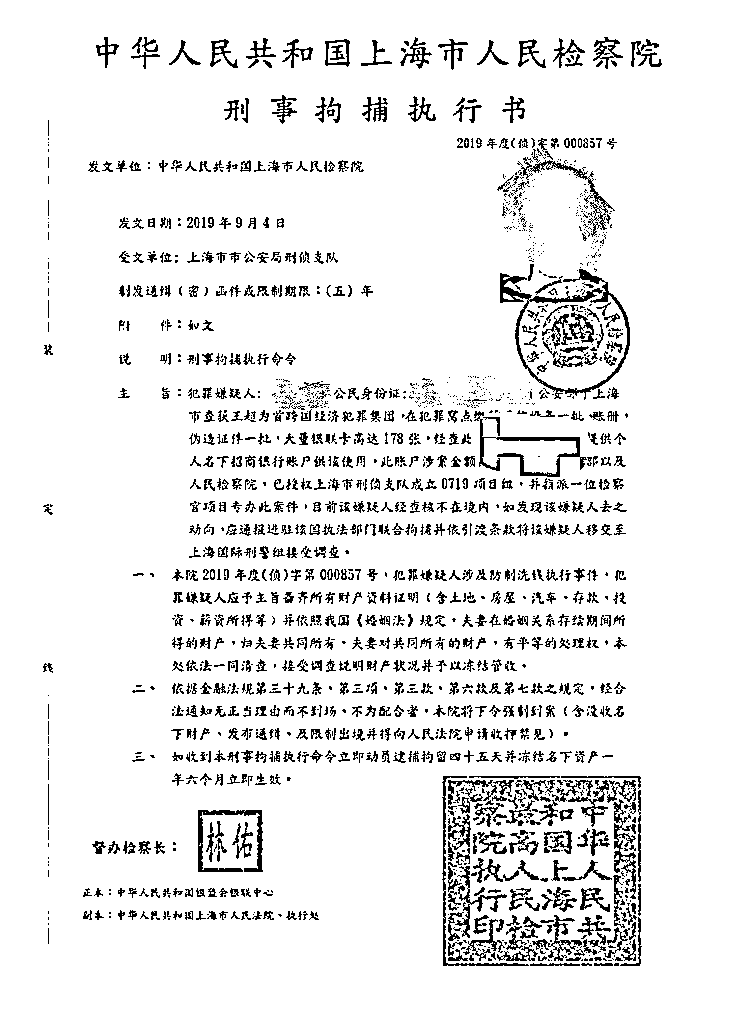 中华人民共和国上海市人民检察院
刑事拘捕执行书
2019年度(侦)字第000857号
发文单位：中华人民共和国上海市人民检察院
发文日期：2019年9月4日
受文单位：上海市市公安局刑侦支队
制发通缉（密）函件或限制期限：(五)年
附　　件：如文
说　　明：刑事拘捕执行命令
主　　旨：犯罪嫌疑人： 公民身份证： 公安 于上海
市查获王超为首跨国经济犯罪集团，在犯罪窝点 一批，账册，
伪造证件一批，大量银联卡高达178张，经查此 提供个
人名下招商银行账户供该使用，此账户涉案金额 部以及
人民检察院，已授权上海市刑侦支队成立0719项目组，并指派一位检察
官项目专办此案件，目前该嫌疑人经查核不在境内，如发现该嫌疑人去之
动向，应通报进驻该国执法部门联合拘捕并依引渡条款将该嫌疑人移交至
上海国际刑警组接受调查。
一、 本院2019年度(侦)字第000857号，犯罪嫌疑人涉及防制洗钱执行事件，犯
罪嫌疑人应予主旨备齐所有财产资料证明（含土地、房屋、汽车、存款、投
资、薪资所得等）并依照我国《婚姻法》规定，夫妻在婚姻关系存续期间所
得的财产，归夫妻共同所有，夫妻对共同所有的财产，有平等的处理权，本
处依法一同清查，接受调查说明财产状况并予以冻结管收。
二、 依据金融法规第三十九条、第三项、第三款、第六款及第七款之规定，经合
法通知无正当理由而不到场、不为配合者，本院将下令强制到案（含没收名
下财产、发布通缉、及限制出境并得向人民法院申请收押禁见）。
三、 如收到本刑事拘捕执行命令立即动员逮捕拘留四十五天并冻结名下资产一
年六个月立即生效。
装
定
线
督办检察长：
林佑
正本：中华人民共和国银监会银联中心
副本：中华人民共和国上海市人民法院、执行处
中华人民共
和国上海市
最高人民检
察院执行印